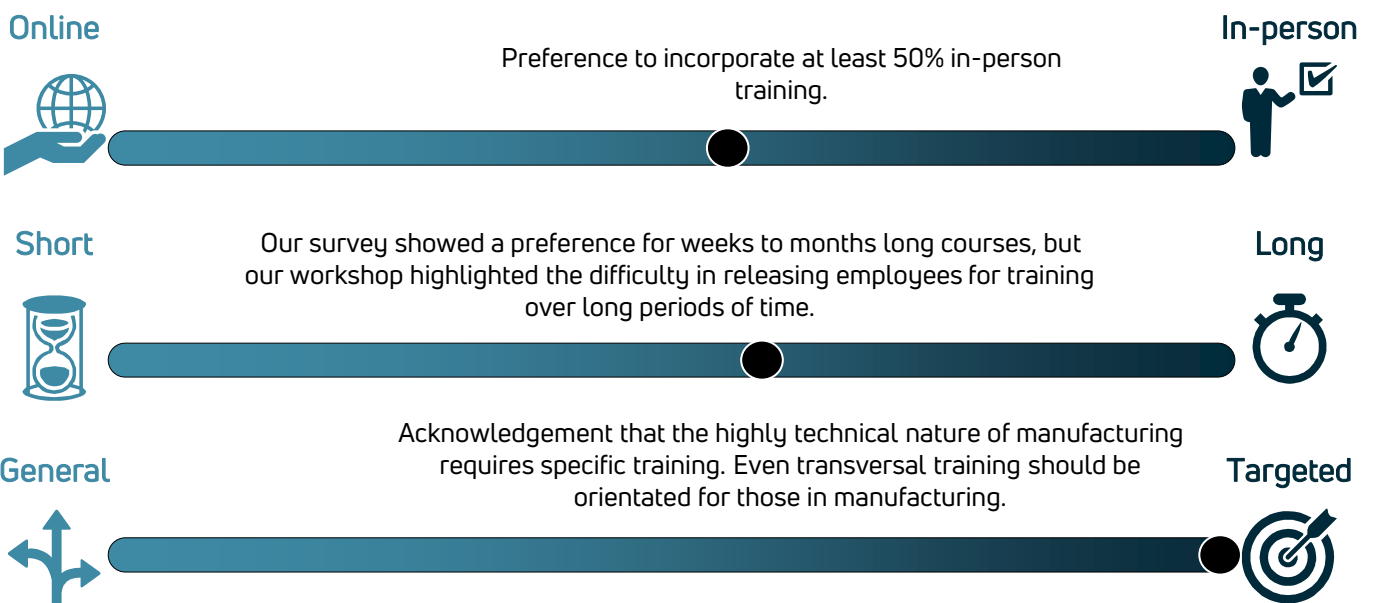 Online
In-person
Preference to incorporate at least 50% in-person
training.
Short
Long
Our survey showed a preference for weeks to months long courses, but
our workshop highlighted the difficulty in releasing employees for training
over long periods of time.
General
Targeted
Acknowledgement that the highly technical nature of manufacturing
requires specific training. Even transversal training should be
orientated for those in manufacturing.